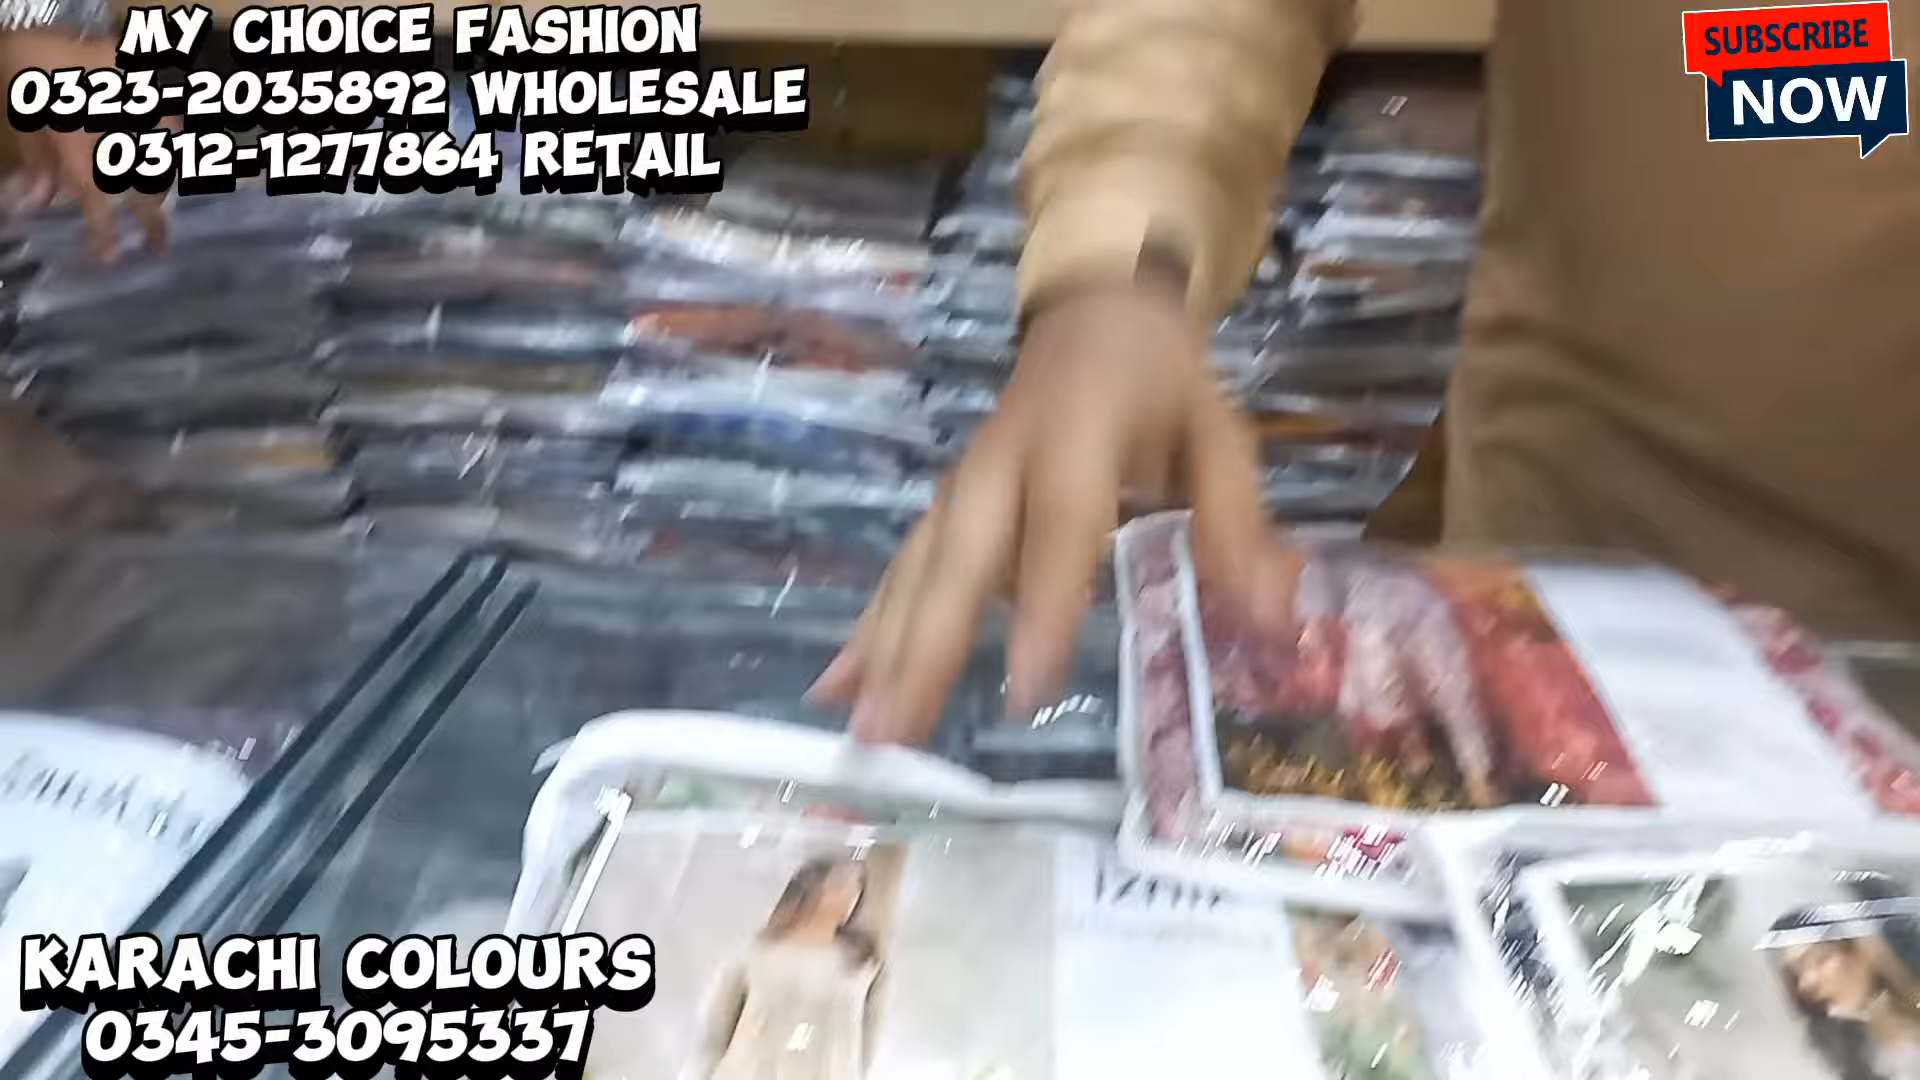 MY CHOICE FASHION
0323-2035892 WHOLESALE
0312-1277864 RETAIL
SUBSCRIBE
NOW
KARACHI COLOURS
0345-3095337